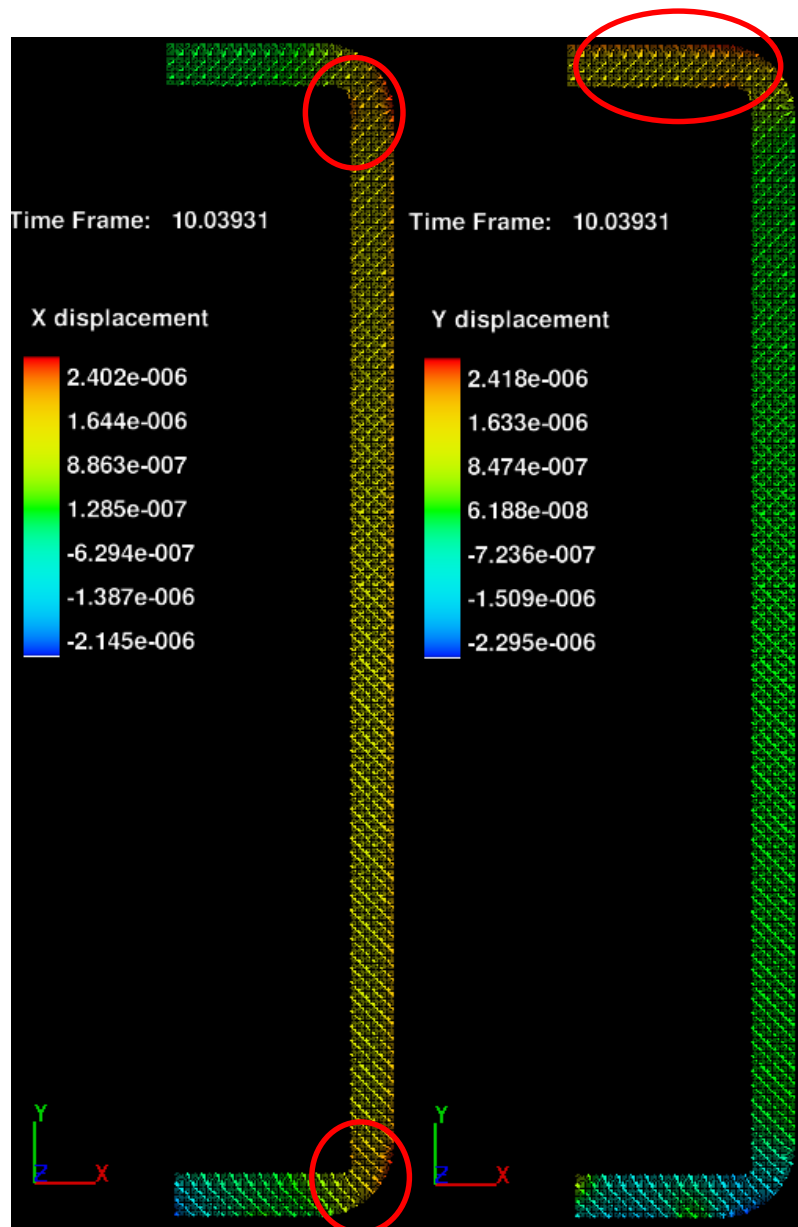 Time Frame: 10.03931
X displacement
2.402e-006
1.644e-006
8.863e-007
1.285e-007
-6.294e-007
-1.387e-006
-2.145e-006
Y
Z
X
Time Frame: 10.03931
Y displacement
2.418e-006
1.633e-006
8.474e-007
6.188e-008
-7.236e-007
-1.509e-006
-2.295e-006
Y
Z
X